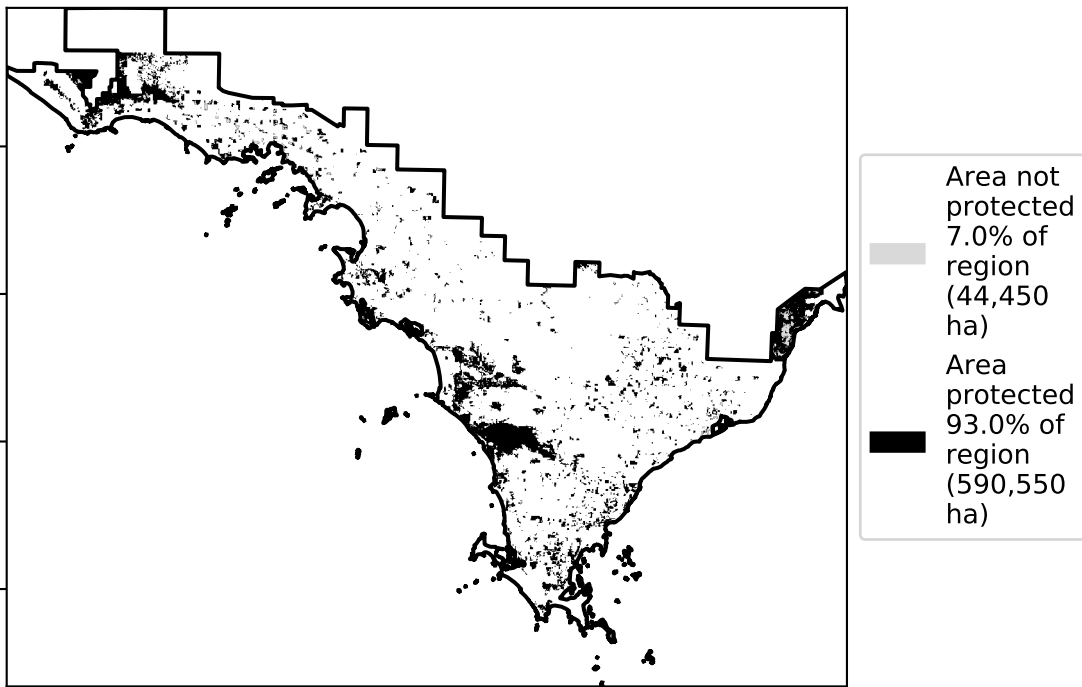 Area not
protected
7.0% of
region
(44,450
ha)
Area
protected
93.0% of
region
(590,550
ha)